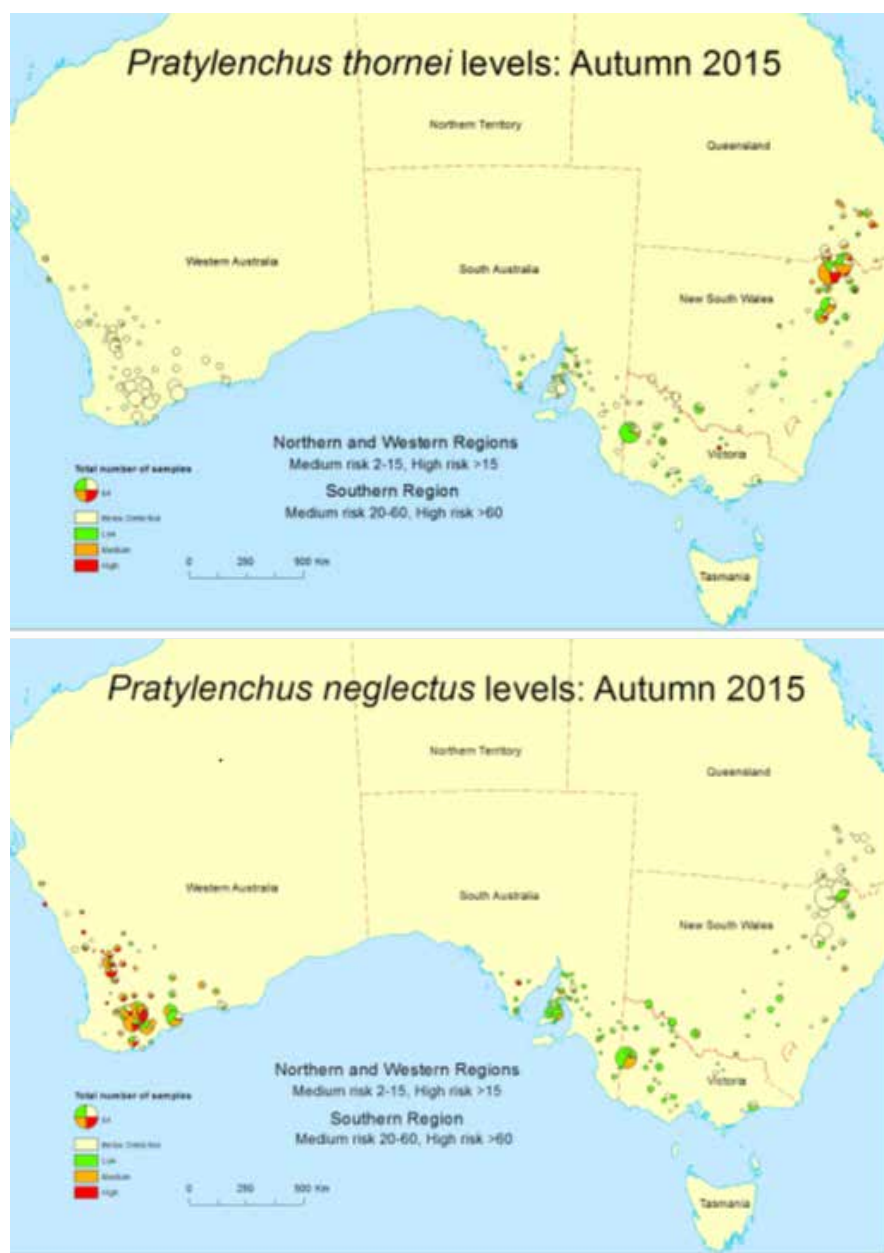 Pratylenchus thornei levels: Autumn 2015
Northern Territory
Queensland
Western Australia
South Australia
New South Wales
Northern and Western Regions
Medium risk 2-15, High risk >15
Southern Region
Medium risk 20-60, High risk >60
Victoria
Total number of samples
Low
Medium
High
0 250 500 Km
Tasmania
Pratylenchus neglectus levels: Autumn 2015
Northern Territory
Queensland
Western Australia
South Australia
New South Wales
Northern and Western Regions
Medium risk 2-15, High risk >15
Southern Region
Medium risk 20-60, High risk >60
Victoria
Total number of samples
Low
Medium
High
0 250 500 Km
Tasmania